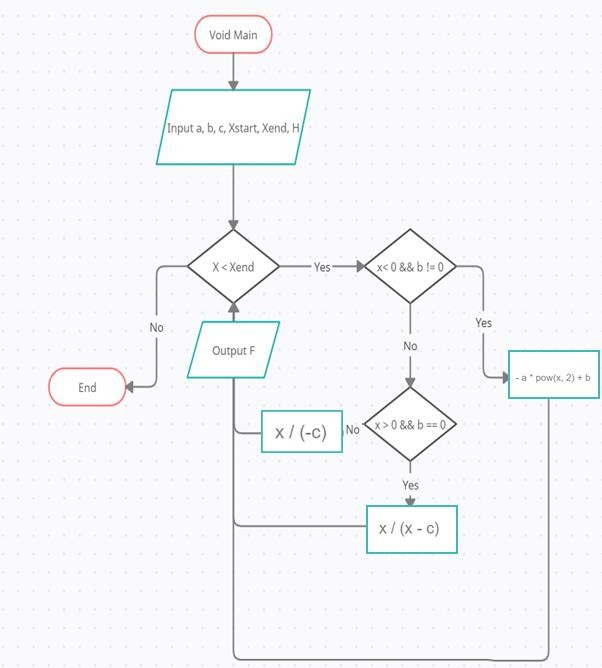 Void Main
Input a, b, c, Xstart, Xend, H
X < Xend
Yes
x< 0 && b != 0
No
Yes
Output F
No
End
- a * pow(x, 2) + b
x / (-c)
No
x > 0 && b == 0
Yes
x / (x - c)